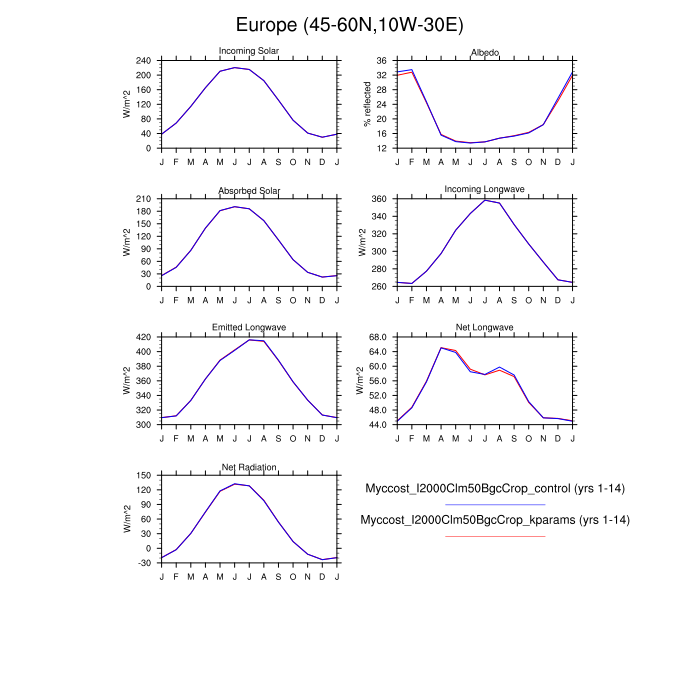 Europe (45-60N,10W-30E)
Incoming Solar
W/m^2
240
200
160
120
80
40
0
J F M A M J J A S O N D J
Albedo
% reflected
36
32
28
24
20
16
12
J F M A M J J A S O N D J
Absorbed Solar
W/m^2
210
180
150
120
90
60
30
0
J F M A M J J A S O N D J
Incoming Longwave
W/m^2
360
340
320
300
280
260
J F M A M J J A S O N D J
Emitted Longwave
W/m^2
420
400
380
360
340
320
300
J F M A M J J A S O N D J
Net Longwave
W/m^2
68.0
64.0
60.0
56.0
52.0
48.0
44.0
J F M A M J J A S O N D J
Net Radiation
W/m^2
150
120
90
60
30
0
-30
J F M A M J J A S O N D J
Myccost_I2000Clm50BgcCrop_control (yrs 1-14)
Myccost_I2000Clm50BgcCrop_kparams (yrs 1-14)